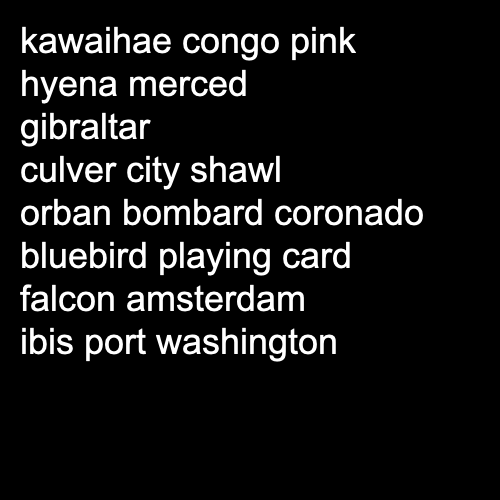 kawaihae congo pink
hyena merced
gibraltar
culver city shawl
orban bombard coronado
bluebird playing card
falcon amsterdam
ibis port washington